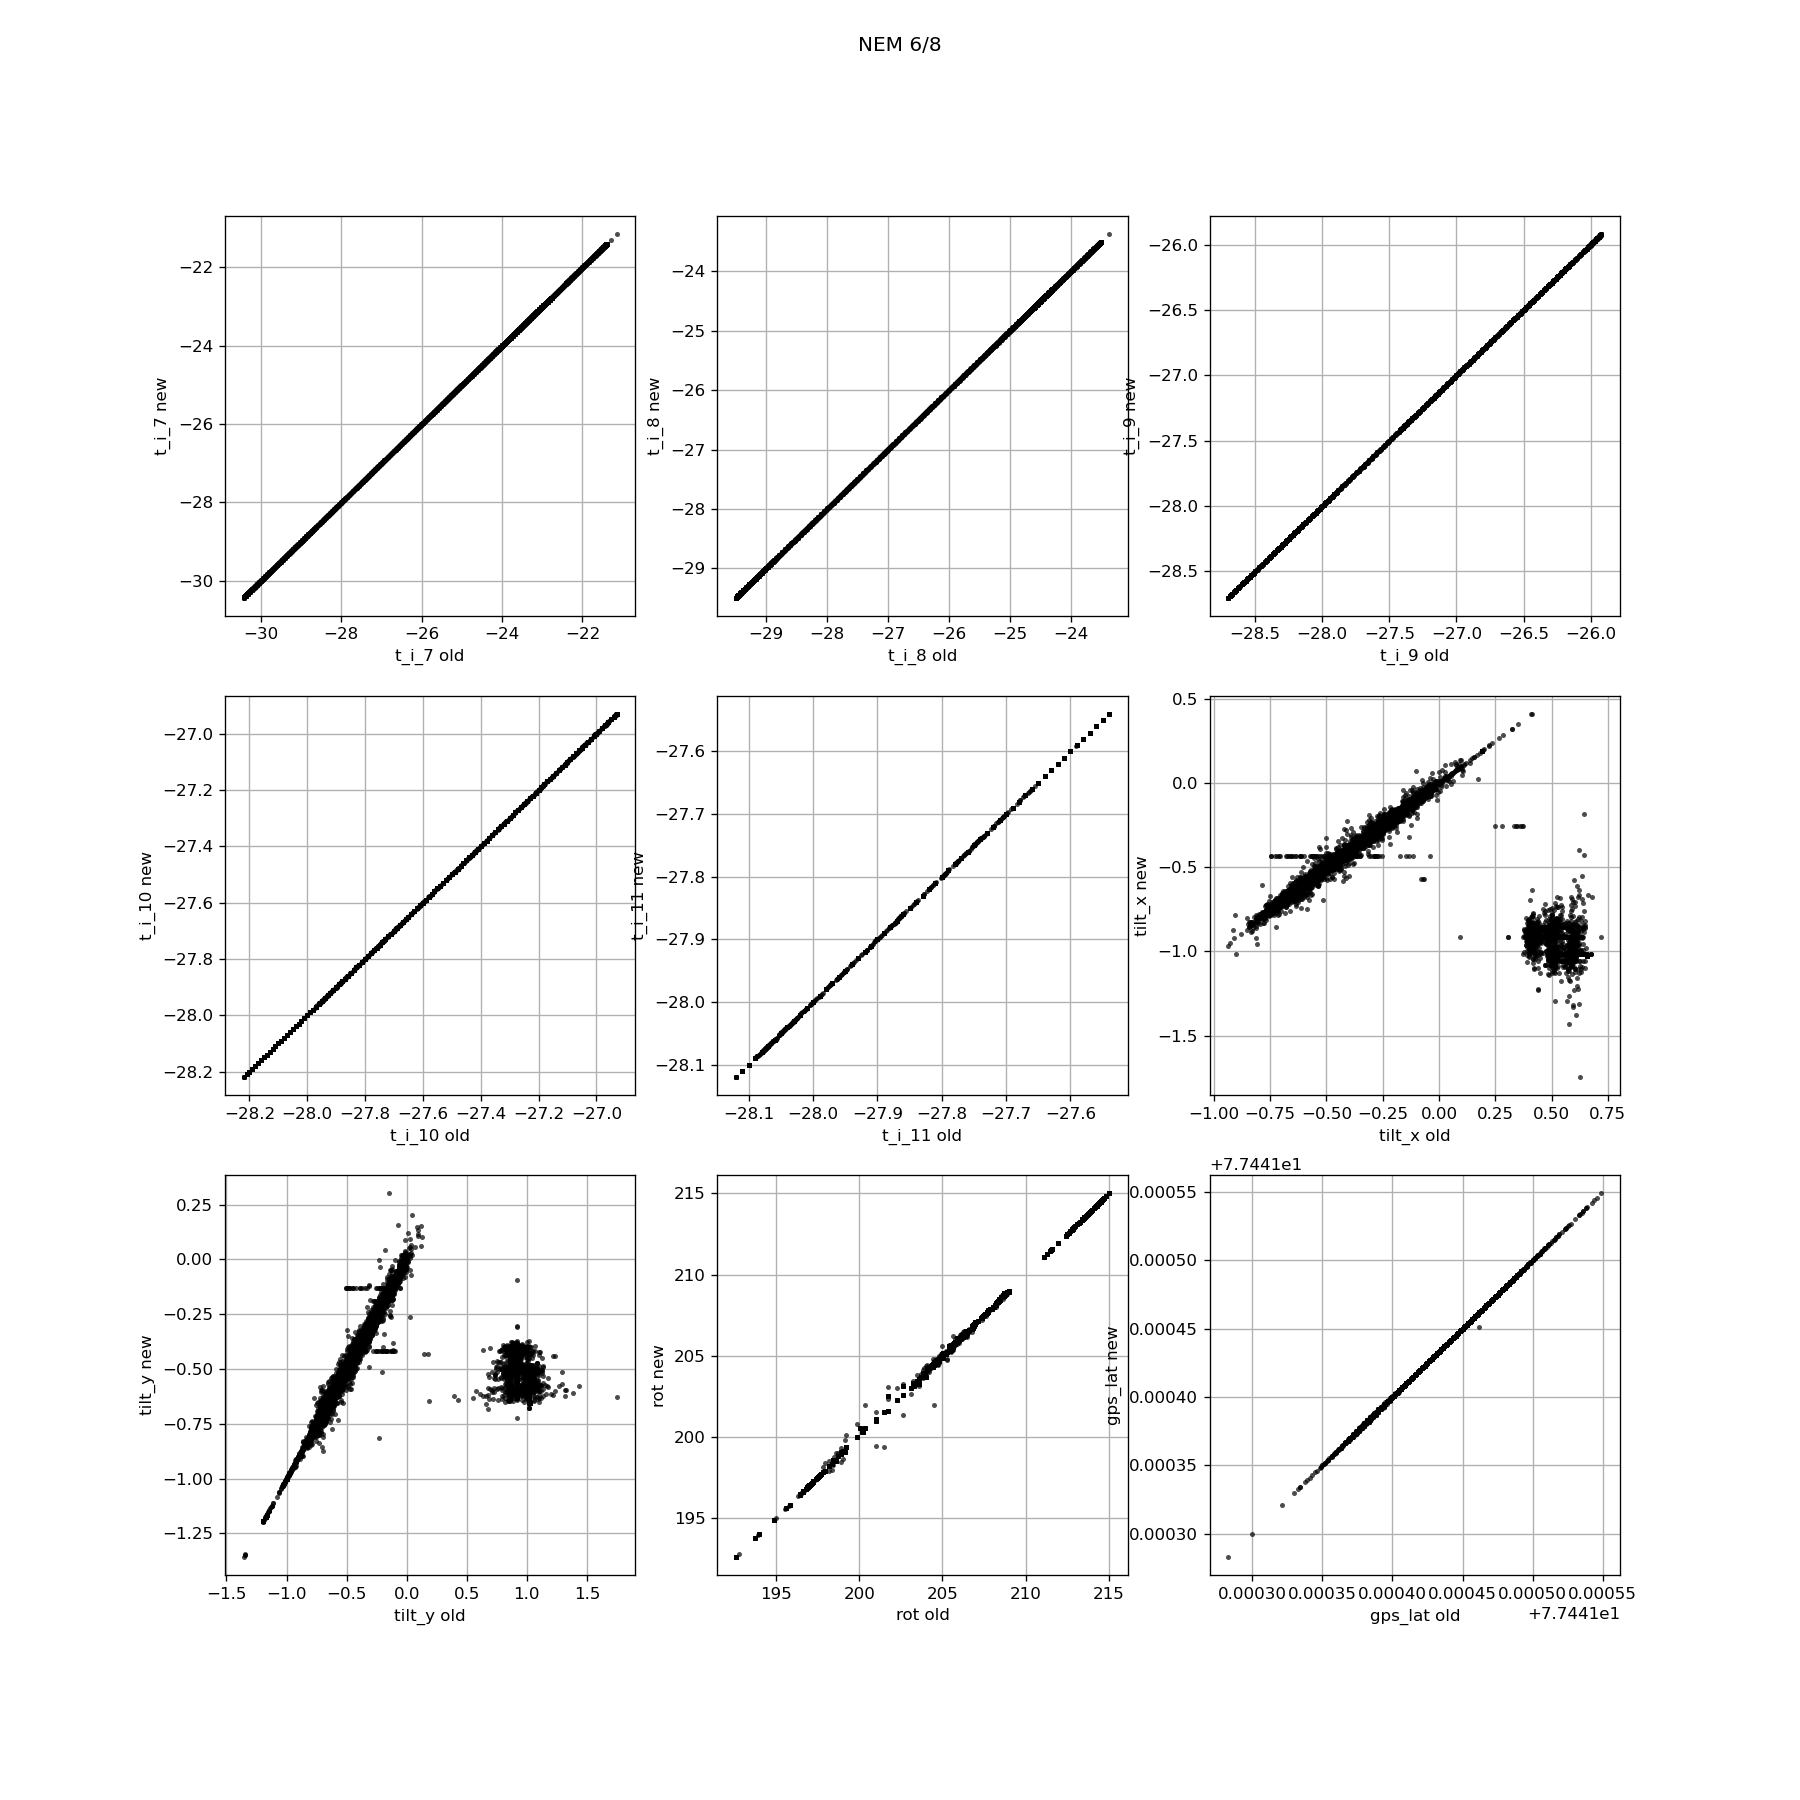 NEM 6/8
−22
−24
−26
−28
−30
t_i_7 new
−30 −28 −26 −24 −22
t_i_7 old
−24
−25
−26
−27
−28
−29
t_i_8 new
−29 −28 −27 −26 −25 −24
t_i_8 old
−26.0
−26.5
−27.0
−27.5
−28.0
−28.5
t_i_9 new
−28.5 −28.0 −27.5 −27.0 −26.5 −26.0
t_i_9 old
−27.0
−27.2
−27.4
−27.6
−27.8
−28.0
−28.2
t_i_10 new
−28.2 −28.0 −27.8 −27.6 −27.4 −27.2 −27.0
t_i_10 old
−27.6
−27.7
−27.8
−27.9
−28.0
−28.1
t_i_11 new
−28.1 −28.0 −27.9 −27.8 −27.7 −27.6
t_i_11 old
0.5
0.0
−0.5
−1.0
−1.5
tilt_x new
−1.00 −0.75 −0.50 −0.25 0.00 0.25 0.50 0.75
tilt_x old
0.25
0.00
−0.25
−0.50
−0.75
−1.00
−1.25
tilt_y new
−1.5 −1.0 −0.5 0.0 0.5 1.0 1.5
tilt_y old
215
210
205
200
195
rot new
195 200 205 210 215
rot old
+7.7441e1
0.00055
0.00050
0.00045
0.00040
0.00035
0.00030
gps_lat new
0.00030 0.00035 0.00040 0.00045 0.00050 0.00055
gps_lat old
+7.7441e1